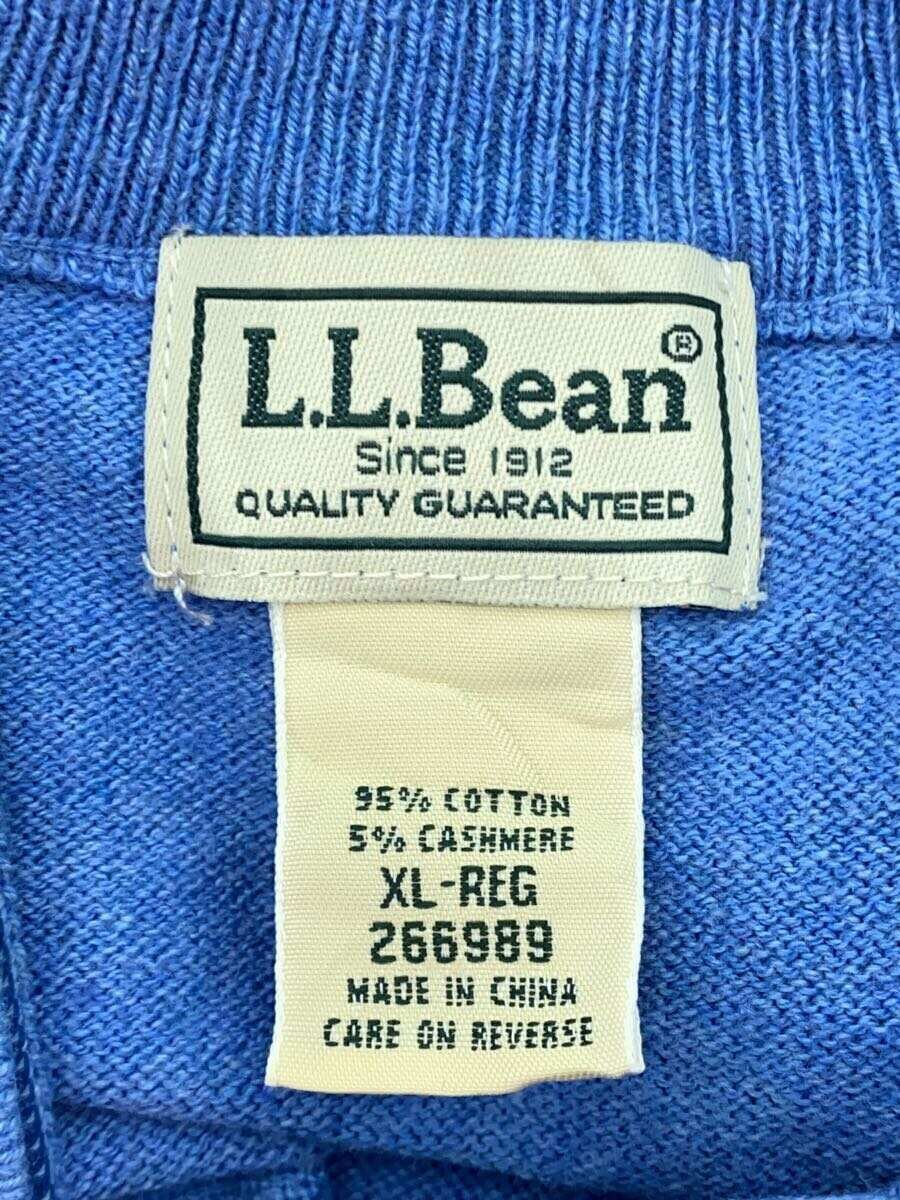 L.L.Bean®
Since 1912
QUALITY GUARANTEED
95% COTTON
5% CASHMERE
XL-REG
266989
MADE IN CHINA
CARE ON REVERSE